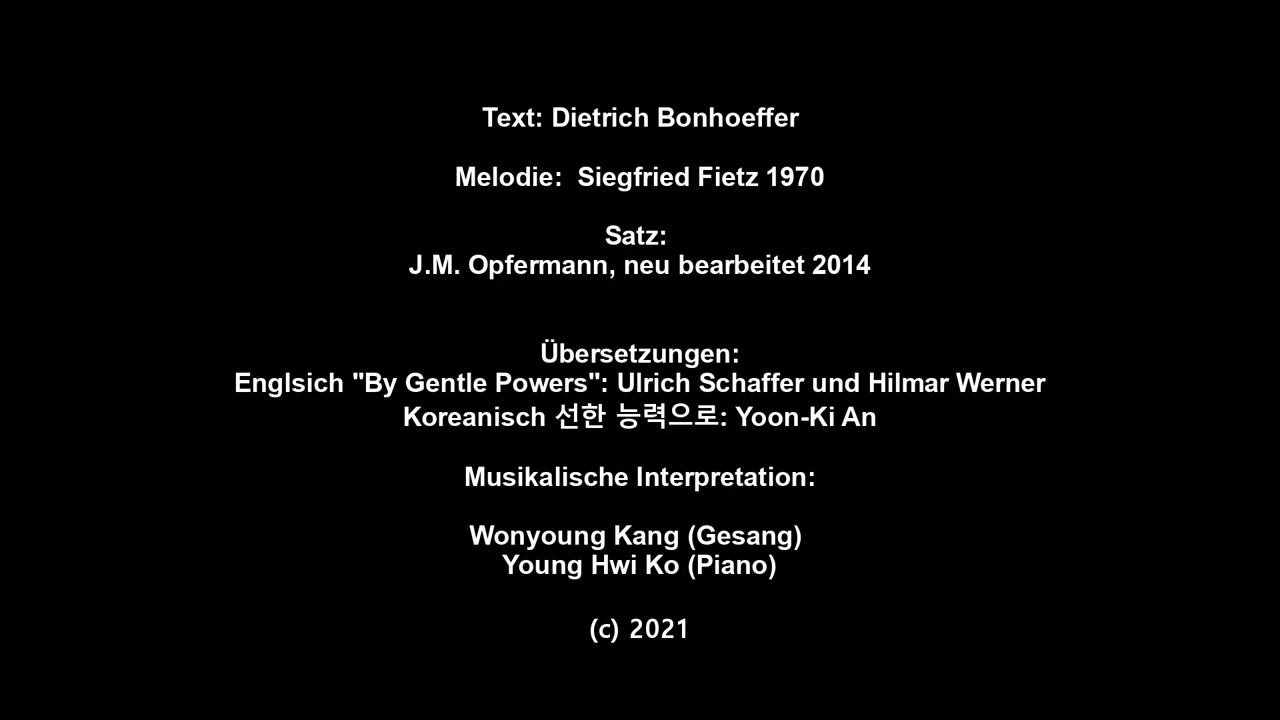 Text: Dietrich Bonhoeffer
Melodie:  Siegfried Fietz 1970
Satz:
J.M. Opfermann, neu bearbeitet 2014
Übersetzungen:
Englsich "By Gentle Powers": Ulrich Schaffer und Hilmar Werner
Koreanisch 선한 능력으로: Yoon-Ki An
Musikalische Interpretation:
Wonyoung Kang (Gesang)
Young Hwi Ko (Piano)
(c) 2021